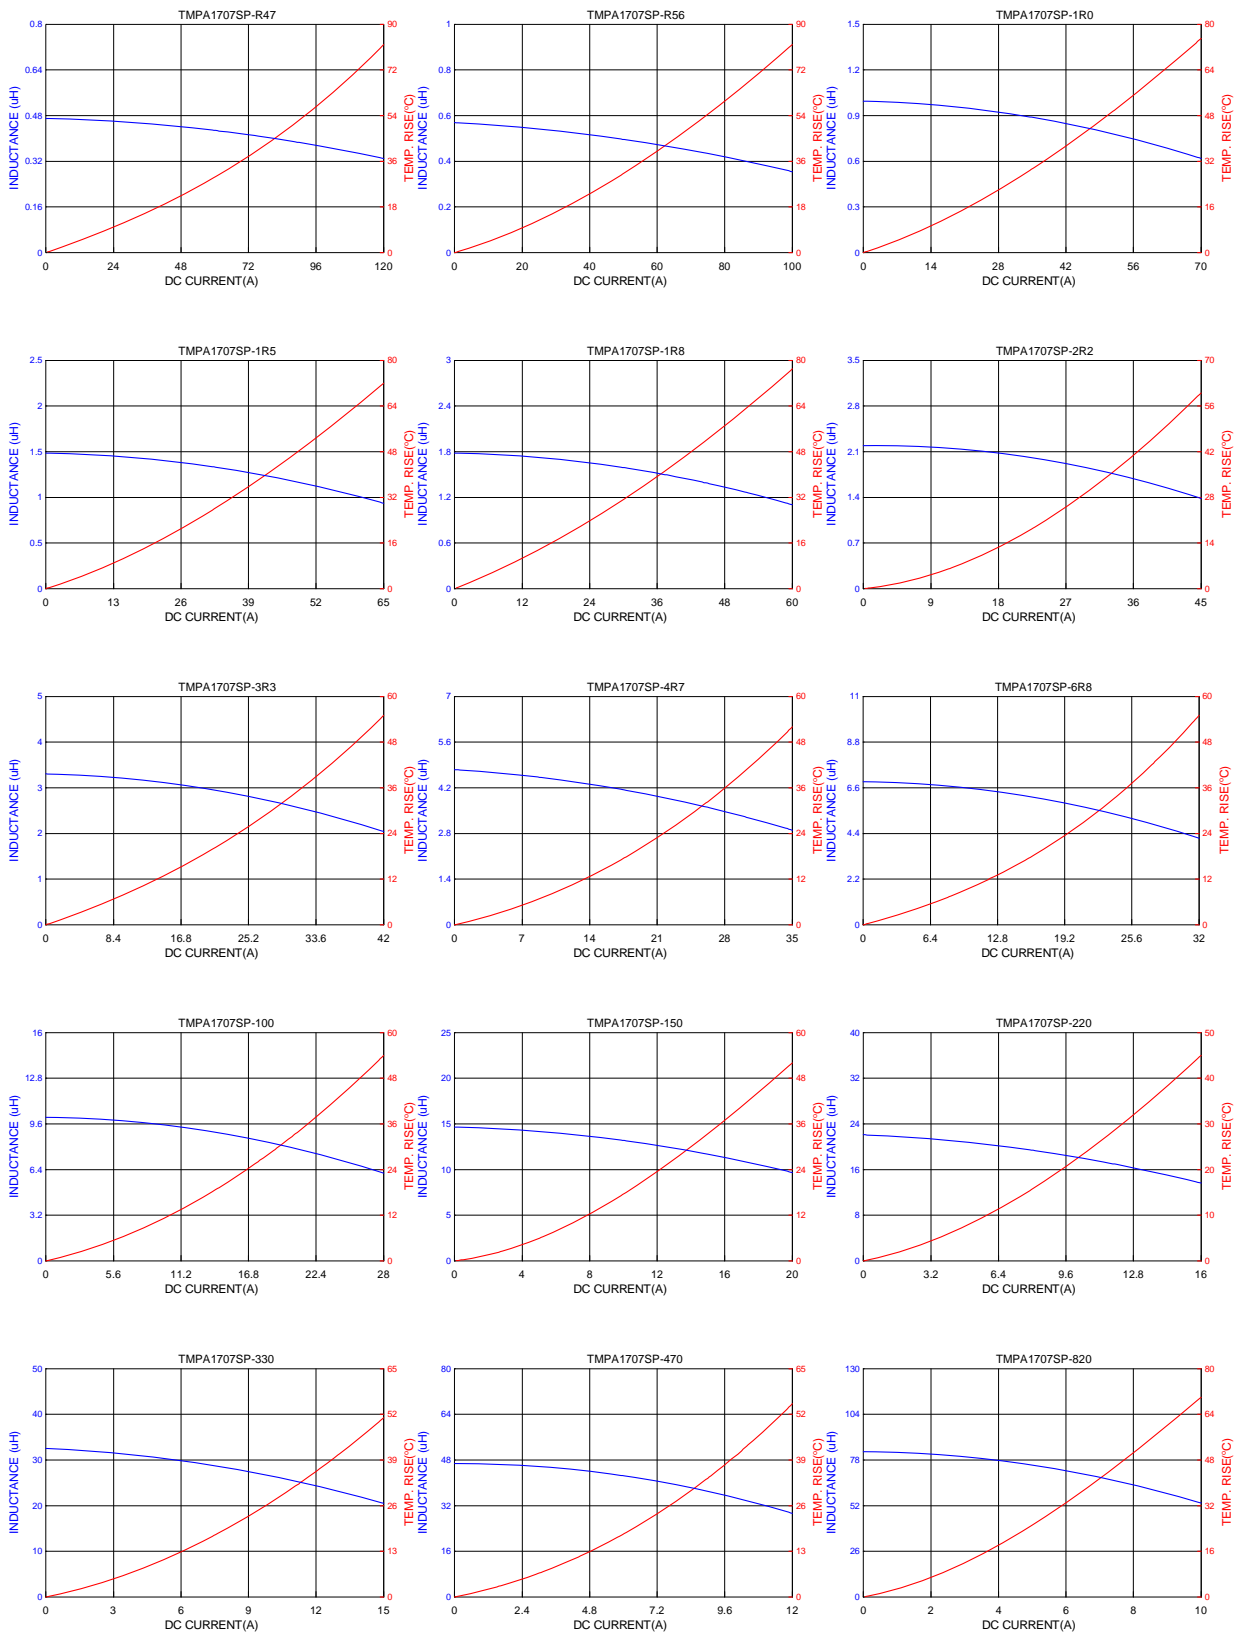 TMPA1707SP-R47
0.8 0.64 0.48 0.32 0.16 0
INDUCTANCE (uH)
90 72 54 36 18 0
TEMP. RISE(°C)
0 24 48 72 96 120
DC CURRENT(A)
TMPA1707SP-R56
1 0.8 0.6 0.4 0.2 0
INDUCTANCE (uH)
90 72 54 36 18 0
TEMP. RISE(°C)
0 20 40 60 80 100
DC CURRENT(A)
TMPA1707SP-1R0
1.5 1.2 0.9 0.6 0.3 0
INDUCTANCE (uH)
80 64 48 32 16 0
TEMP. RISE(°C)
0 14 28 42 56 70
DC CURRENT(A)
TMPA1707SP-1R5
2.5 2 1.5 1 0.5 0
INDUCTANCE (uH)
80 64 48 32 16 0
TEMP. RISE(°C)
0 13 26 39 52 65
DC CURRENT(A)
TMPA1707SP-1R8
3 2.4 1.8 1.2 0.6 0
INDUCTANCE (uH)
80 64 48 32 16 0
TEMP. RISE(°C)
0 12 24 36 48 60
DC CURRENT(A)
TMPA1707SP-2R2
3.5 2.8 2.1 1.4 0.7 0
INDUCTANCE (uH)
70 56 42 28 14 0
TEMP. RISE(°C)
0 9 18 27 36 45
DC CURRENT(A)
TMPA1707SP-3R3
5 4 3 2 1 0
INDUCTANCE (uH)
60 48 36 24 12 0
TEMP. RISE(°C)
0 8.4 16.8 25.2 33.6 42
DC CURRENT(A)
TMPA1707SP-4R7
7 5.6 4.2 2.8 1.4 0
INDUCTANCE (uH)
60 48 36 24 12 0
TEMP. RISE(°C)
0 7 14 21 28 35
DC CURRENT(A)
TMPA1707SP-6R8
11 8.8 6.6 4.4 2.2 0
INDUCTANCE (uH)
60 48 36 24 12 0
TEMP. RISE(°C)
0 6.4 12.8 19.2 25.6 32
DC CURRENT(A)
TMPA1707SP-100
16 12.8 9.6 6.4 3.2 0
INDUCTANCE (uH)
60 48 36 24 12 0
TEMP. RISE(°C)
0 5.6 11.2 16.8 22.4 28
DC CURRENT(A)
TMPA1707SP-150
25 20 15 10 5 0
INDUCTANCE (uH)
60 48 36 24 12 0
TEMP. RISE(°C)
0 4 8 12 16 20
DC CURRENT(A)
TMPA1707SP-220
40 32 24 16 8 0
INDUCTANCE (uH)
50 40 30 20 10 0
TEMP. RISE(°C)
0 3.2 6.4 9.6 12.8 16
DC CURRENT(A)
TMPA1707SP-330
50 40 30 20 10 0
INDUCTANCE (uH)
65 52 39 26 13 0
TEMP. RISE(°C)
0 3 6 9 12 15
DC CURRENT(A)
TMPA1707SP-470
80 64 48 32 16 0
INDUCTANCE (uH)
65 52 39 26 13 0
TEMP. RISE(°C)
0 2.4 4.8 7.2 9.6 12
DC CURRENT(A)
TMPA1707SP-820
130 104 78 52 26 0
INDUCTANCE (uH)
80 64 48 32 16 0
TEMP. RISE(°C)
0 2 4 6 8 10
DC CURRENT(A)